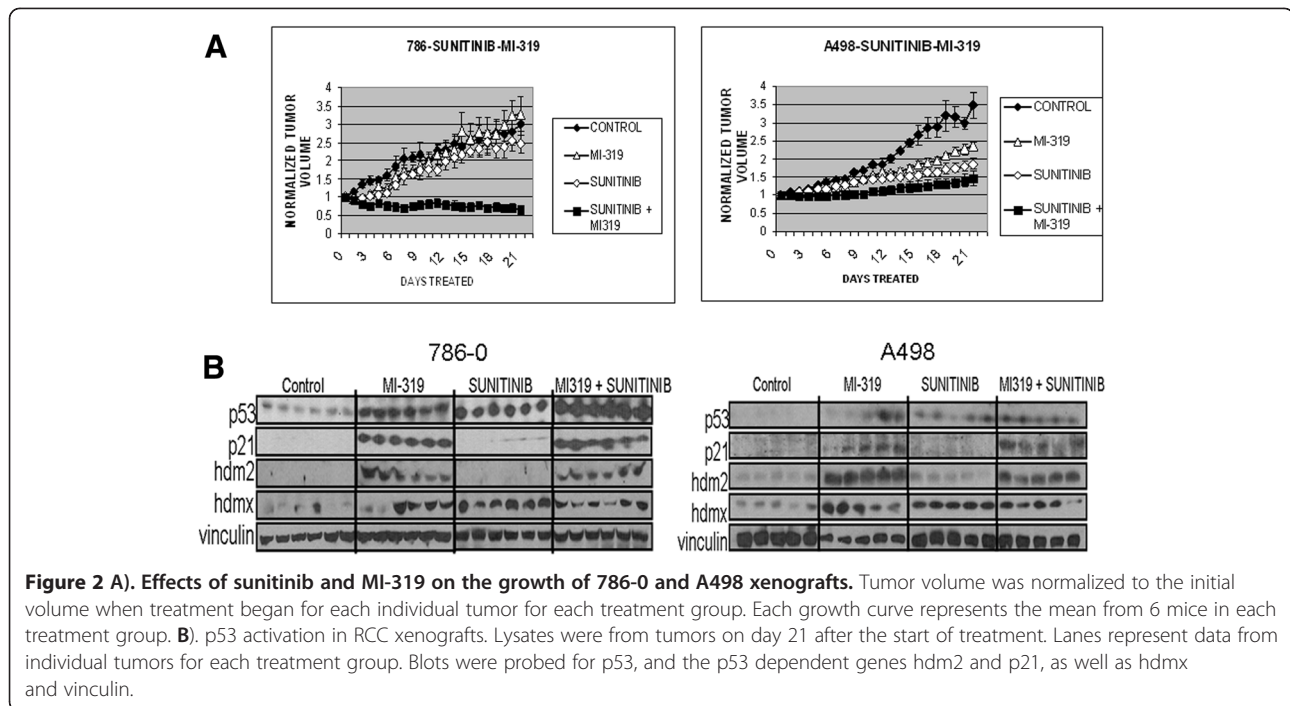 A
786-SUNITINIB-MI-319
NORMALIZED TUMOR
VOLUME
4
3.5
3
2.5
2
1.5
1
0.5
0
0 3 6 9 12 15 18 21
DAYS TREATED
CONTROL
MI-319
SUNITINIB
SUNITINIB +
MI319
A498-SUNITINIB-MI-319
NORMALIZED TUMOR
VOLUME
4
3.5
3
2.5
2
1.5
1
0.5
0
0 3 6 9 12 15 18 21
DAYS TREATED
CONTROL
MI-319
SUNITINIB
SUNITINIB +
MI-319
B
786-0
Control MI-319 SUNITINIB MI319 + SUNITINIB
p53
p21
hdm2
hdmx
vinculin
A498
Control MI-319 SUNITINIB MI319 + SUNITINIB
p53
p21
hdm2
hdmx
vinculin
Figure 2 A). Effects of sunitinib and MI-319 on the growth of 786-0 and A498 xenografts. Tumor volume was normalized to the initial
volume when treatment began for each individual tumor for each treatment group. Each growth curve represents the mean from 6 mice in each
treatment group. B). p53 activation in RCC xenografts. Lysates were from tumors on day 21 after the start of treatment. Lanes represent data from
individual tumors for each treatment group. Blots were probed for p53, and the p53 dependent genes hdm2 and p21, as well as hdmx
and vinculin.